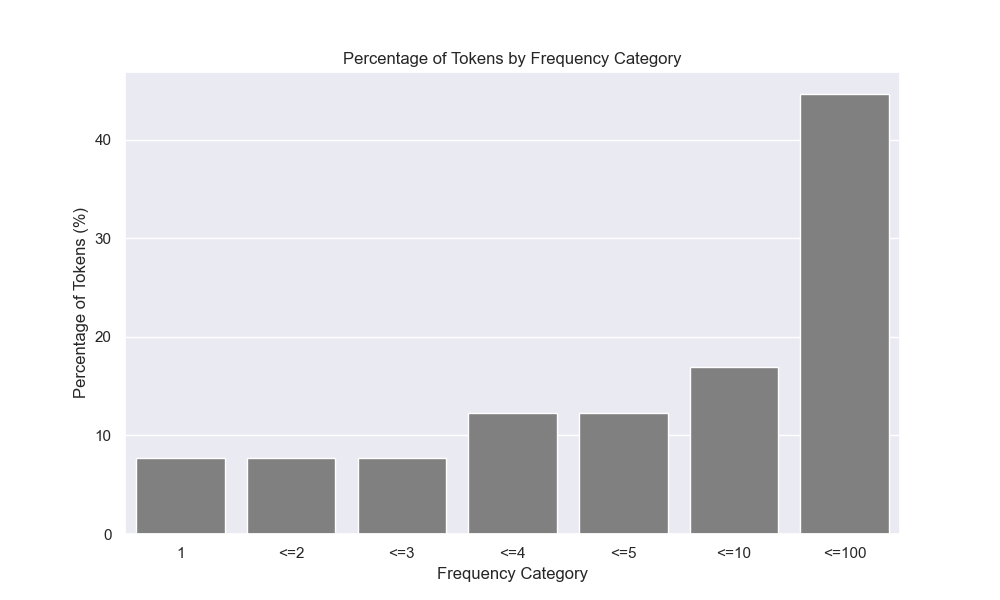 Percentage of Tokens by Frequency Category
Percentage of Tokens (%)
40
30
20
10
0
1 <=2 <=3 <=4 <=5 <=10 <=100
Frequency Category